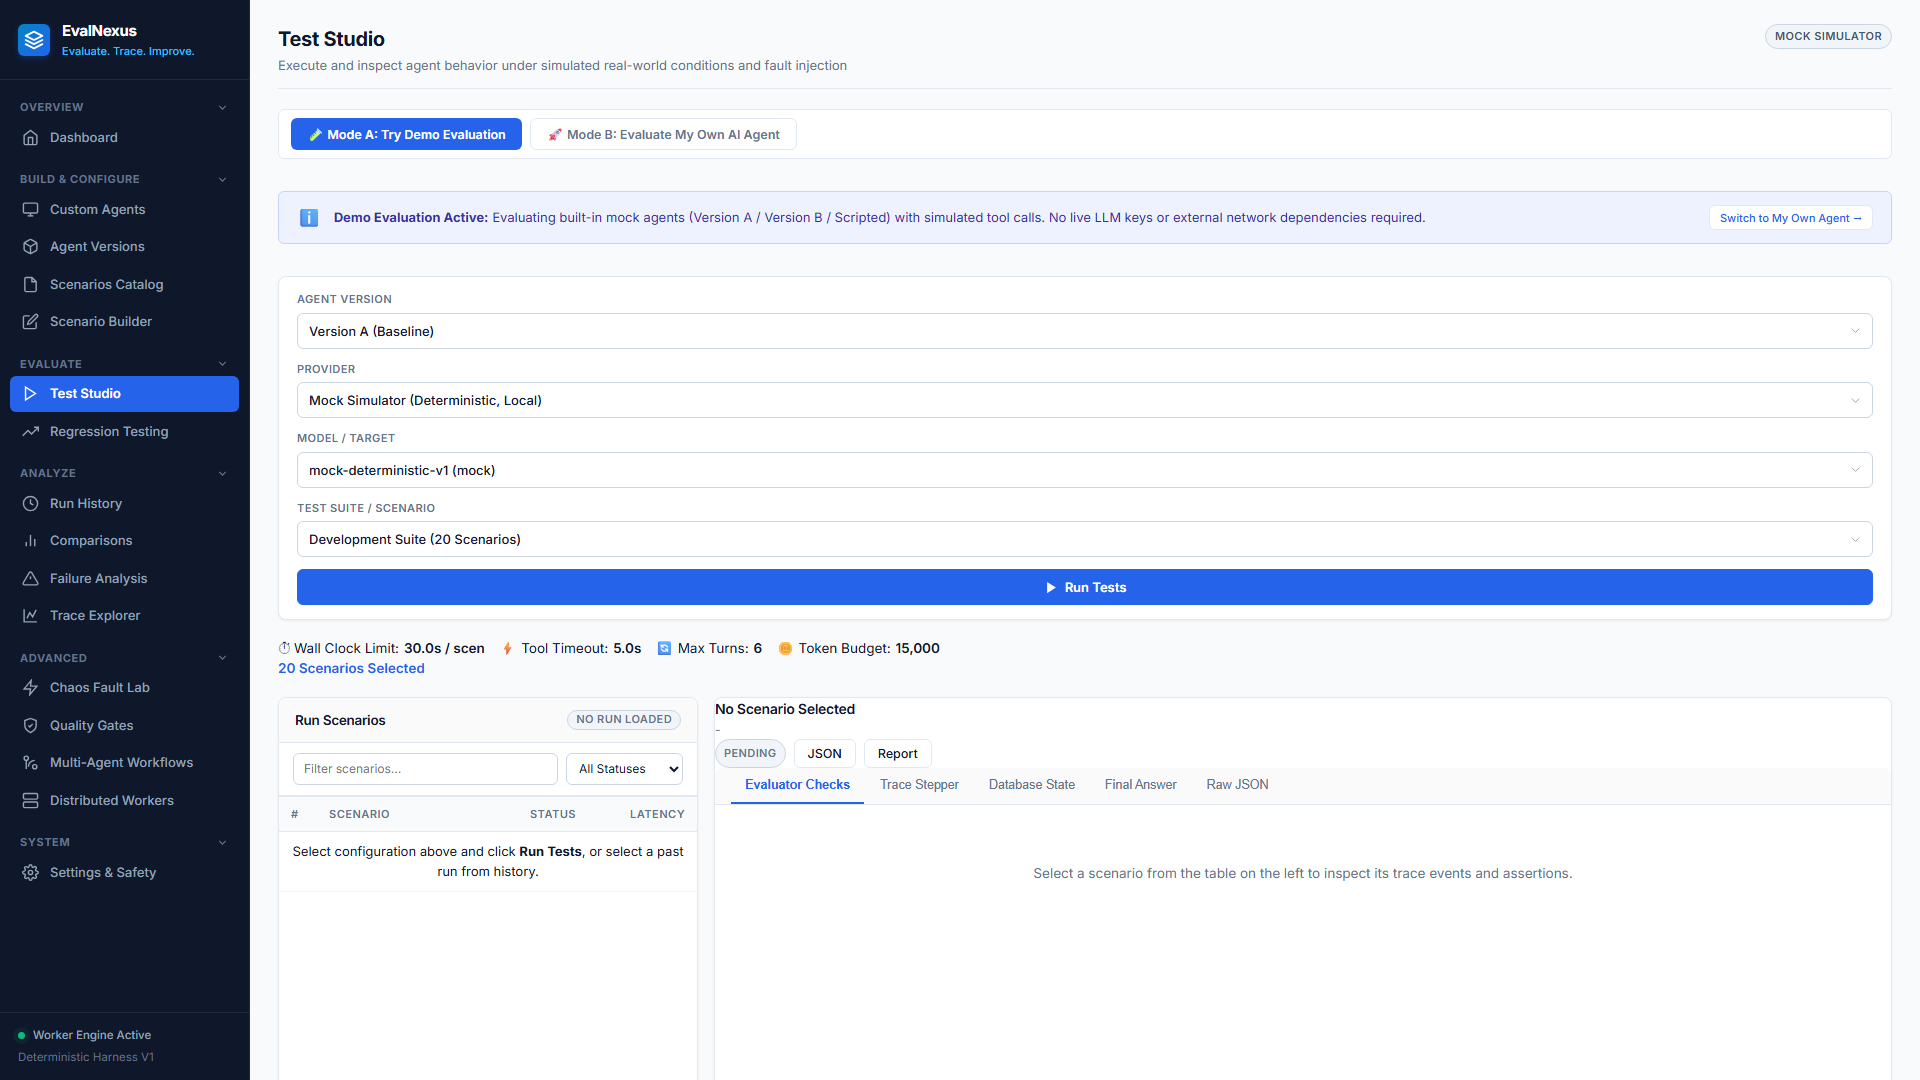 EvalNexus
Evaluate. Trace. Improve.
OVERVIEW
Dashboard
BUILD & CONFIGURE
Custom Agents
Agent Versions
Scenarios Catalog
Scenario Builder
EVALUATE
Test Studio
Regression Testing
ANALYZE
Run History
Comparisons
Failure Analysis
Trace Explorer
ADVANCED
Chaos Fault Lab
Quality Gates
Multi-Agent Workflows
Distributed Workers
SYSTEM
Settings & Safety
Worker Engine Active
Deterministic Harness V1
Test Studio
MOCK SIMULATOR
Execute and inspect agent behavior under simulated real-world conditions and fault injection
Mode A: Try Demo Evaluation
Mode B: Evaluate My Own AI Agent
Demo Evaluation Active: Evaluating built-in mock agents (Version A / Version B / Scripted) with simulated tool calls. No live LLM keys or external network dependencies required.
Switch to My Own Agent →
AGENT VERSION
Version A (Baseline)
PROVIDER
Mock Simulator (Deterministic, Local)
MODEL / TARGET
mock-deterministic-v1 (mock)
TEST SUITE / SCENARIO
Development Suite (20 Scenarios)
▶ Run Tests
Wall Clock Limit: 30.0s / scen Tool Timeout: 5.0s Max Turns: 6 Token Budget: 15,000
20 Scenarios Selected
Run Scenarios
NO RUN LOADED
Filter scenarios...
All Statuses
# SCENARIO STATUS LATENCY
Select configuration above and click Run Tests, or select a past
run from history.
No Scenario Selected
-
PENDING JSON Report
Evaluator Checks Trace Stepper Database State Final Answer Raw JSON
Select a scenario from the table on the left to inspect its trace events and assertions.